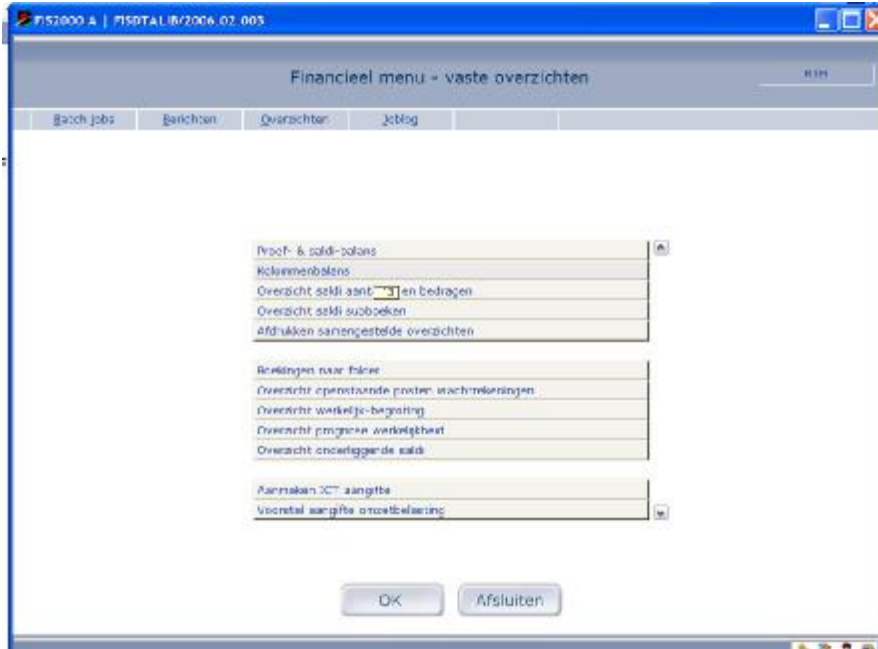 FIS2000 A | FISDTALIB/2006.02.003
Financieel menu - vaste overzichten
Batch jobs Berichten Overzichten Joblog
Proef- & saldi-balans
Kolommenbalans
Overzicht saldi aant en bedragen
Overzicht saldi subboeken
Afdrukken samengestelde overzichten
Boekingen naar folder
Overzicht openstaande posten wachtrekeningen
Overzicht werkelijk-begroting
Overzicht prognose werkelijkheid
Overzicht onderliggende saldi
Aanmaken ICT aangifte
Voorstel aangifte omzetbelasting
OK Afsluiten